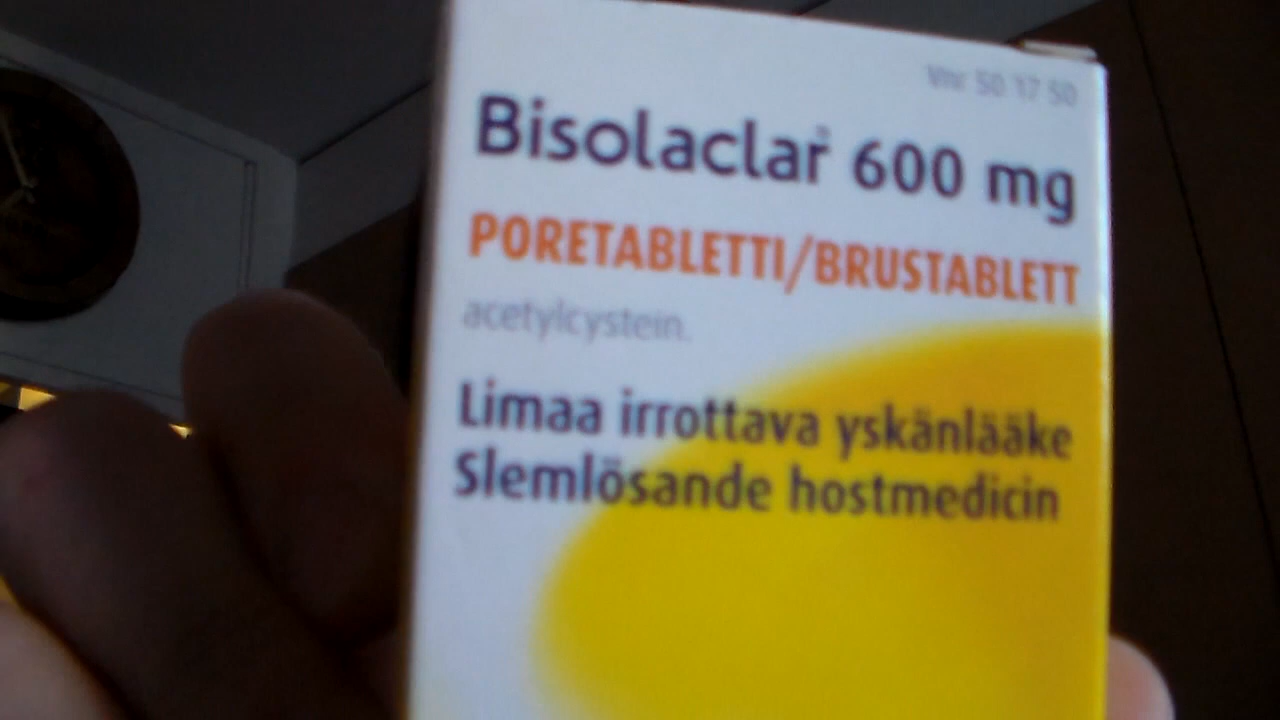 Vnr 50 17 50
Bisolaclar® 600 mg
PORETABLETTI/BRUSTABLETT
acetylcystein.
Limaa irrottava yskänlääke
Slemlösande hostmedicin